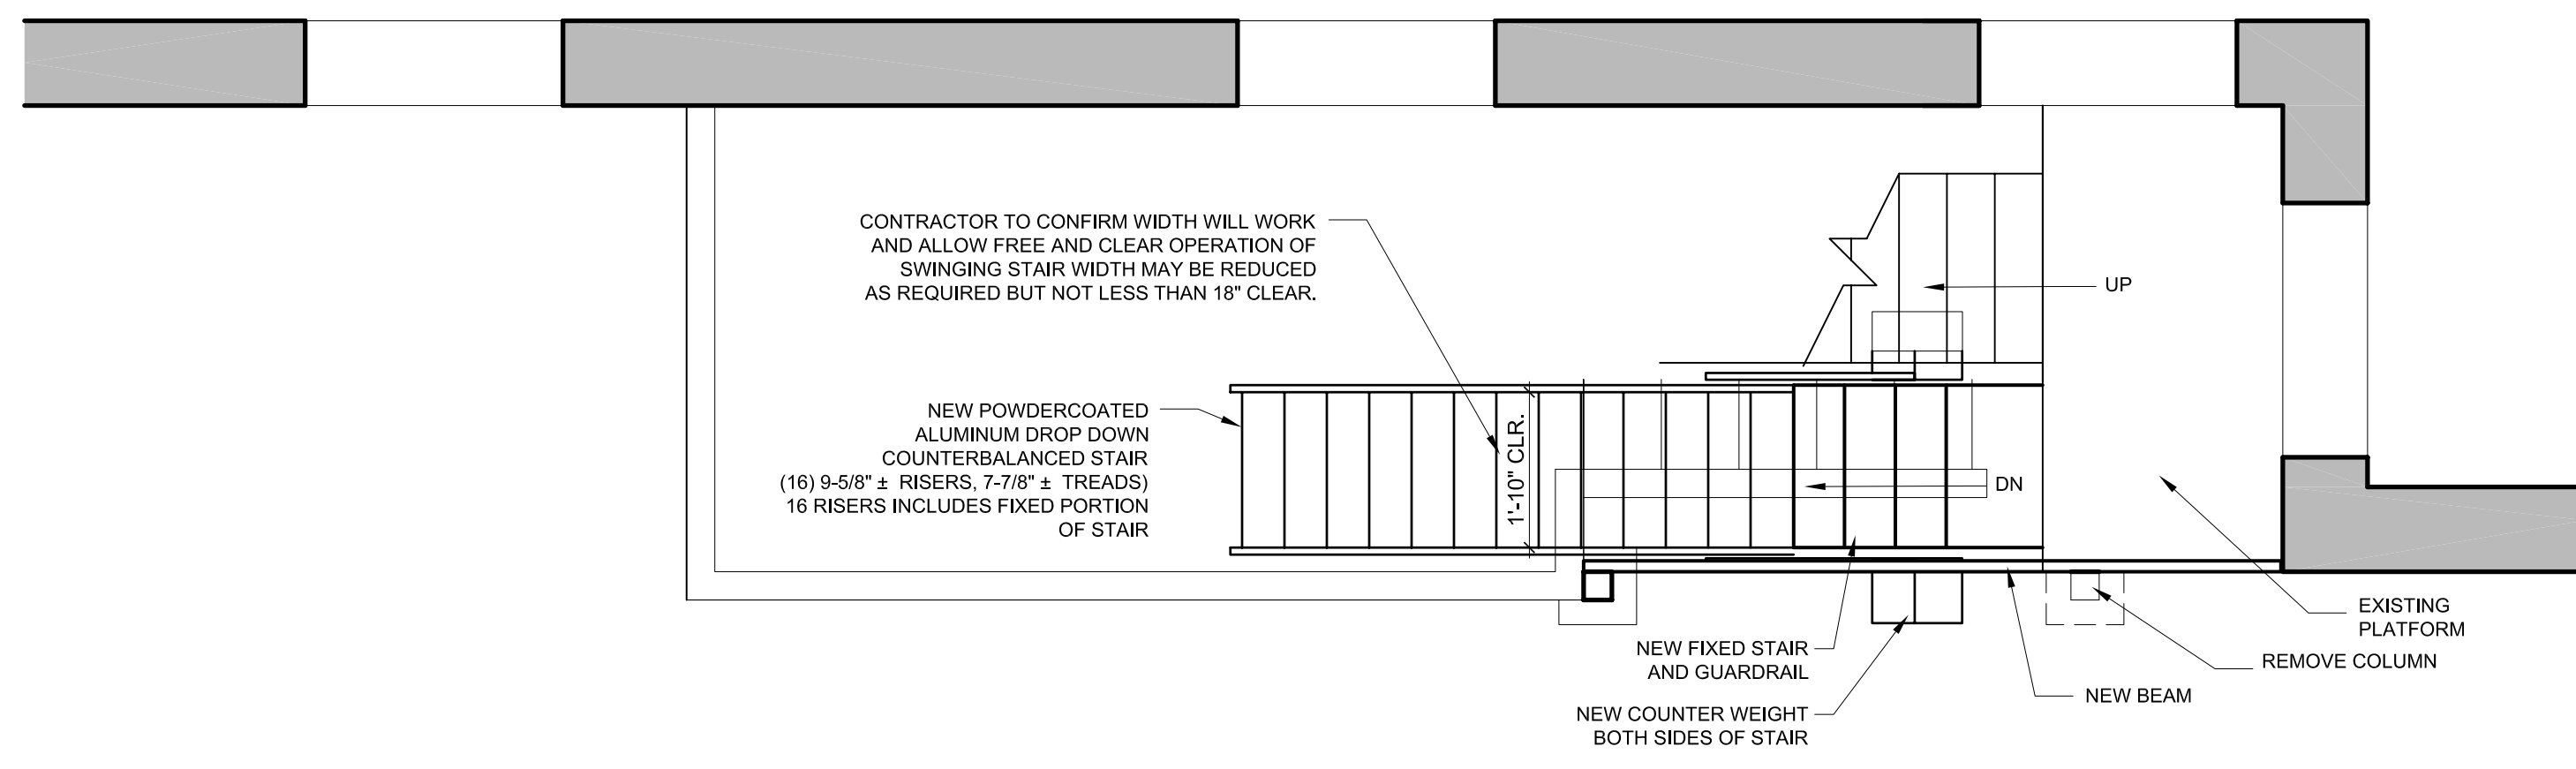 CONTRACTOR TO CONFIRM WIDTH WILL WORK
AND ALLOW FREE AND CLEAR OPERATION OF
SWINGING STAIR WIDTH MAY BE REDUCED
AS REQUIRED BUT NOT LESS THAN 18" CLEAR.
UP
NEW POWDERCOATED
ALUMINUM DROP DOWN
COUNTERBALANCED STAIR
(16) 9-5/8" ± RISERS, 7-7/8" ± TREADS)
16 RISERS INCLUDES FIXED PORTION
OF STAIR
1'-10" CLR.
DN
EXISTING
PLATFORM
REMOVE COLUMN
NEW BEAM
NEW FIXED STAIR
AND GUARDRAIL
NEW COUNTER WEIGHT
BOTH SIDES OF STAIR